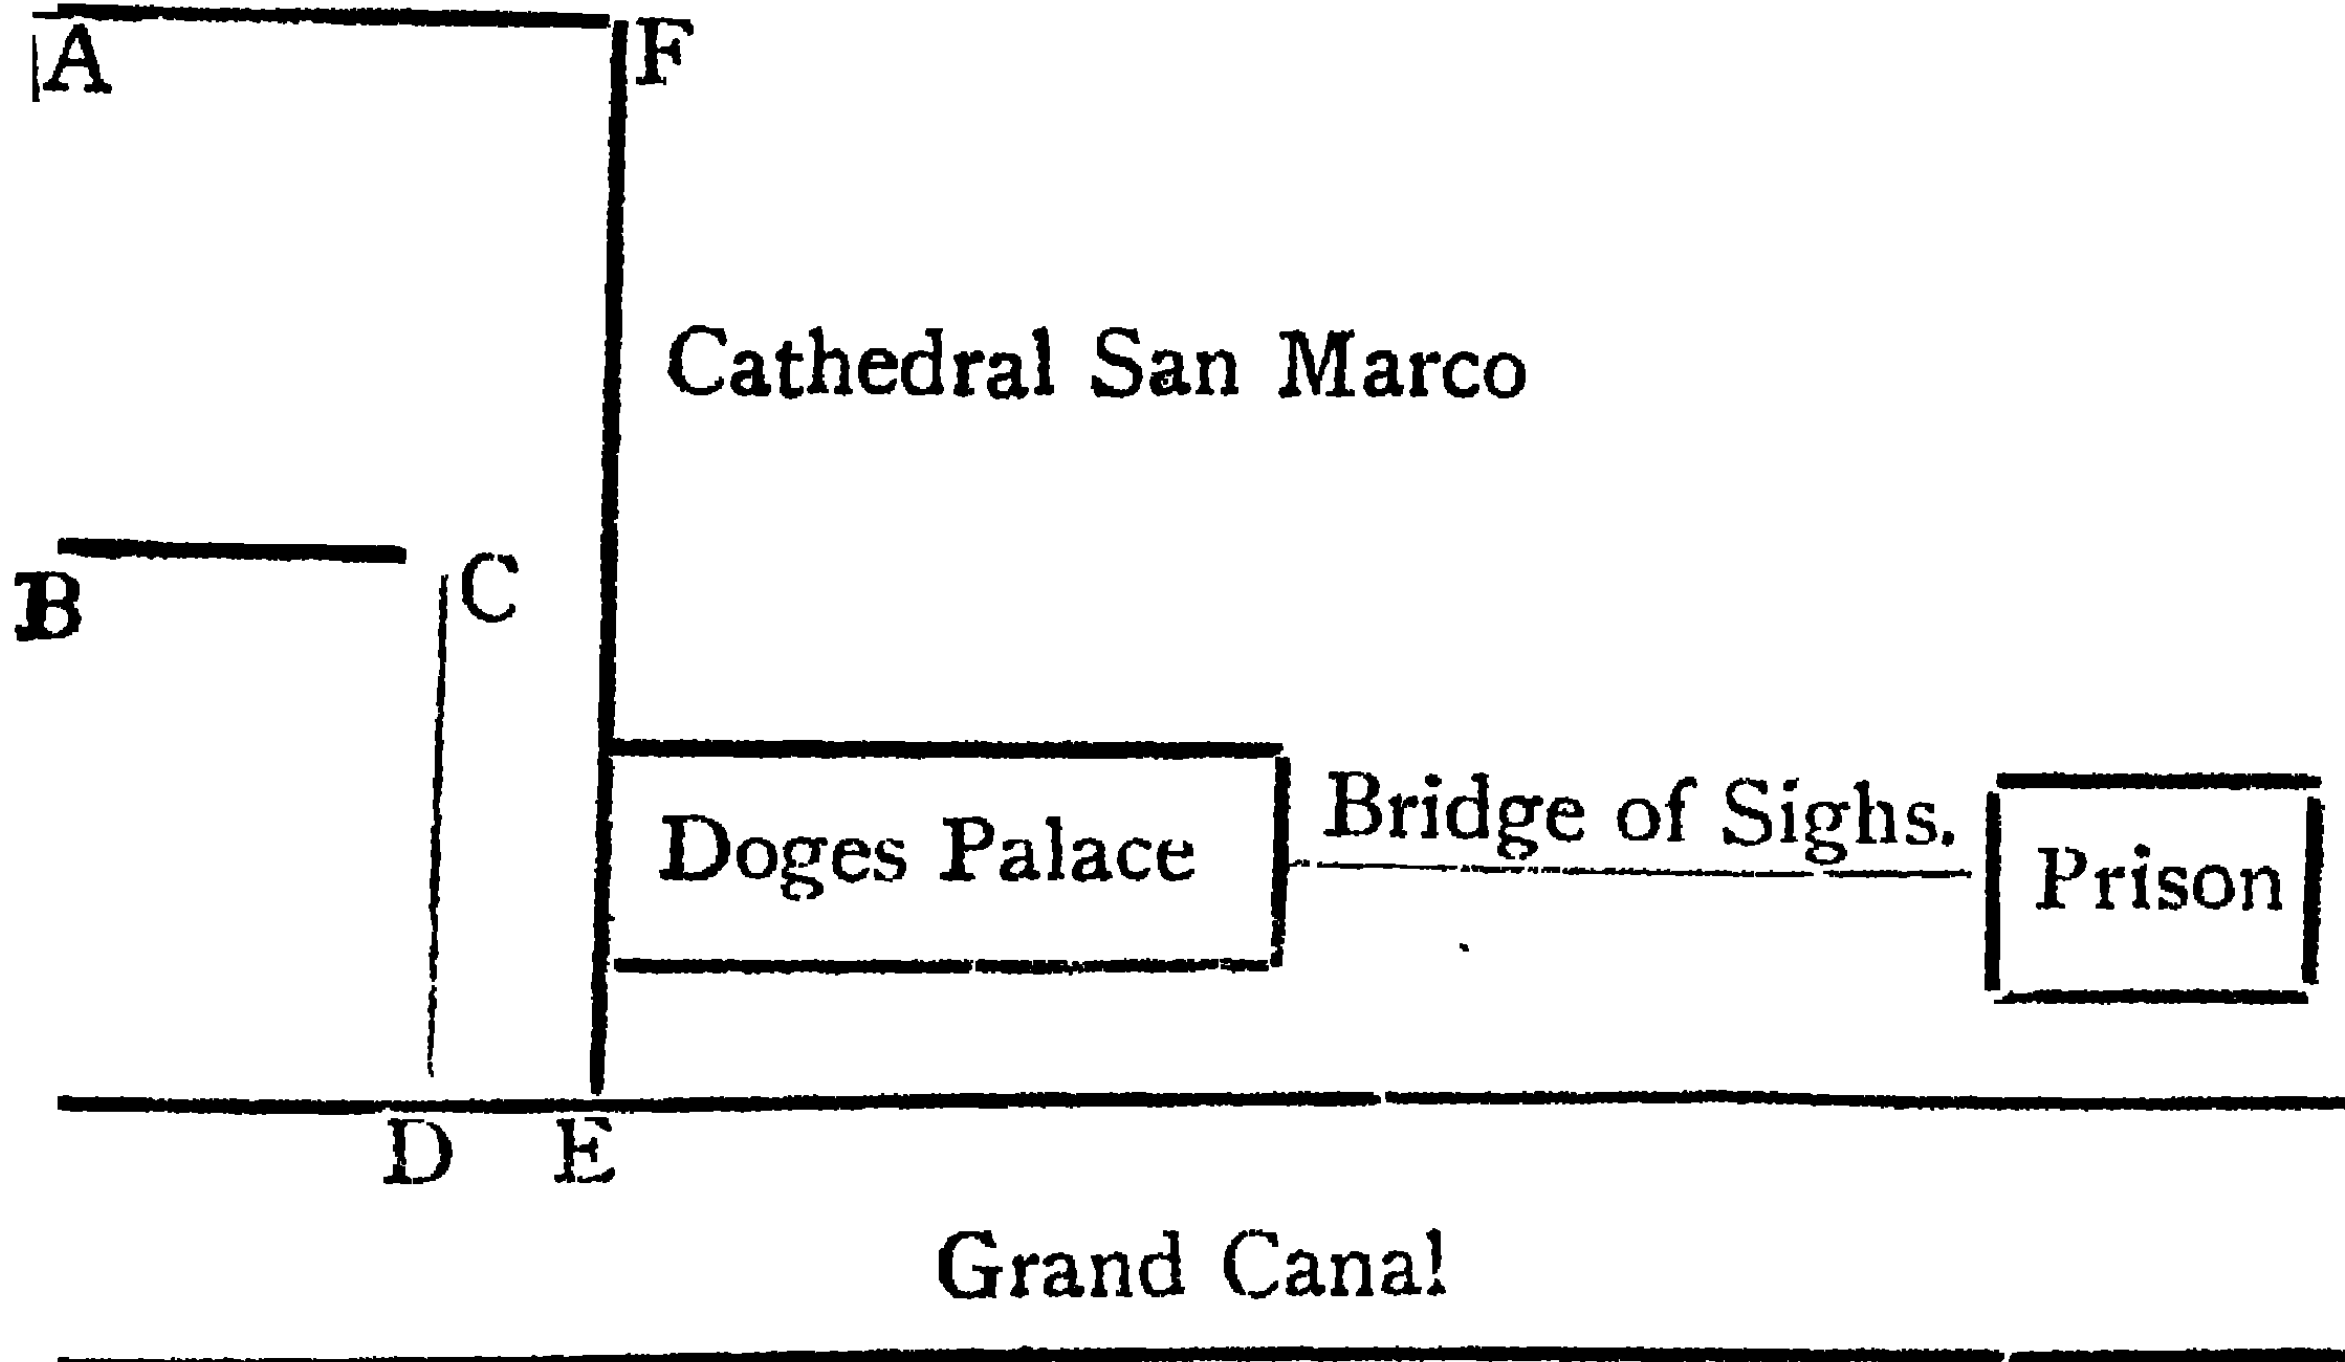 A F
Cathedral San Marco
B C
Bridge of Sighs.
Doges Palace
Prison
D E
Grand Canal